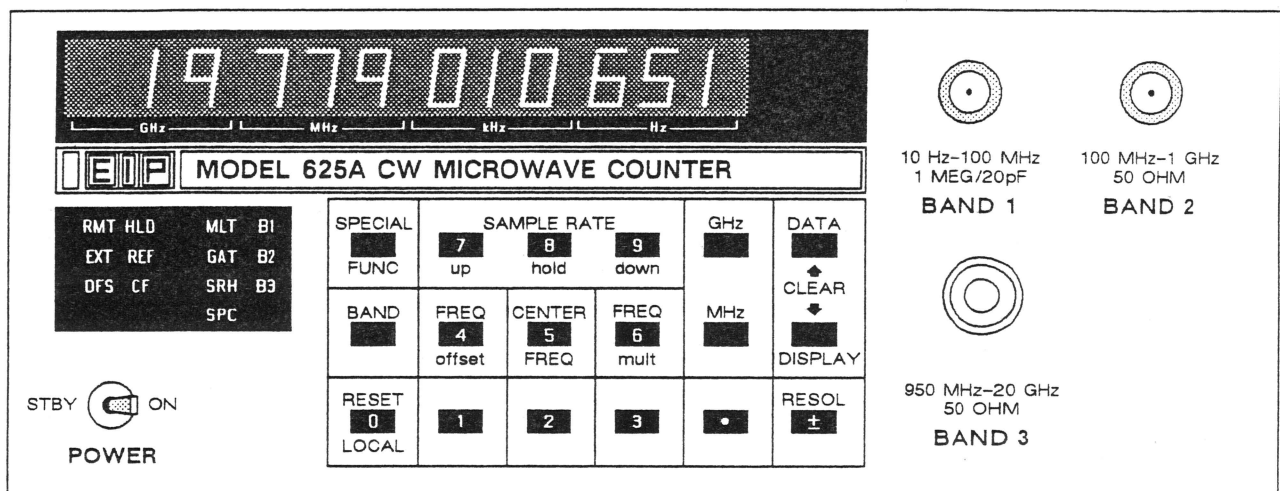 19 779 010 651
GHz MHz kHz Hz
EIP MODEL 625A CW MICROWAVE COUNTER
10 Hz-100 MHz
1 MEG/20pF
BAND 1
100 MHz-1 GHz
50 OHM
BAND 2
RMT HLD MLT B1
EXT REF GAT B2
OFS CF SRH B3
SPC
SPECIAL
FUNC
SAMPLE RATE
7 8 9
up hold down
GHz
DATA
CLEAR
DISPLAY
BAND
FREQ
4
offset
CENTER
5
FREQ
FREQ
6
mult
MHz
RESET
0
LOCAL
1 2 3 •
RESOL
±
950 MHz-20 GHz
50 OHM
BAND 3
STBY ON
POWER